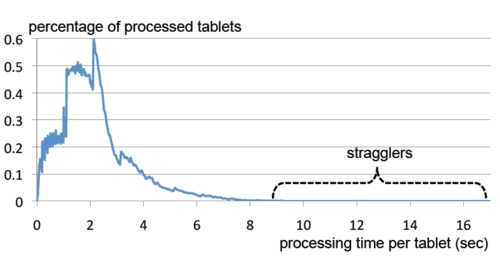 percentage of processed tablets
0.6
0.5
0.4
0.3
0.2
0.1
0
stragglers
0 2 4 6 8 10 12 14 16
processing time per tablet (sec)